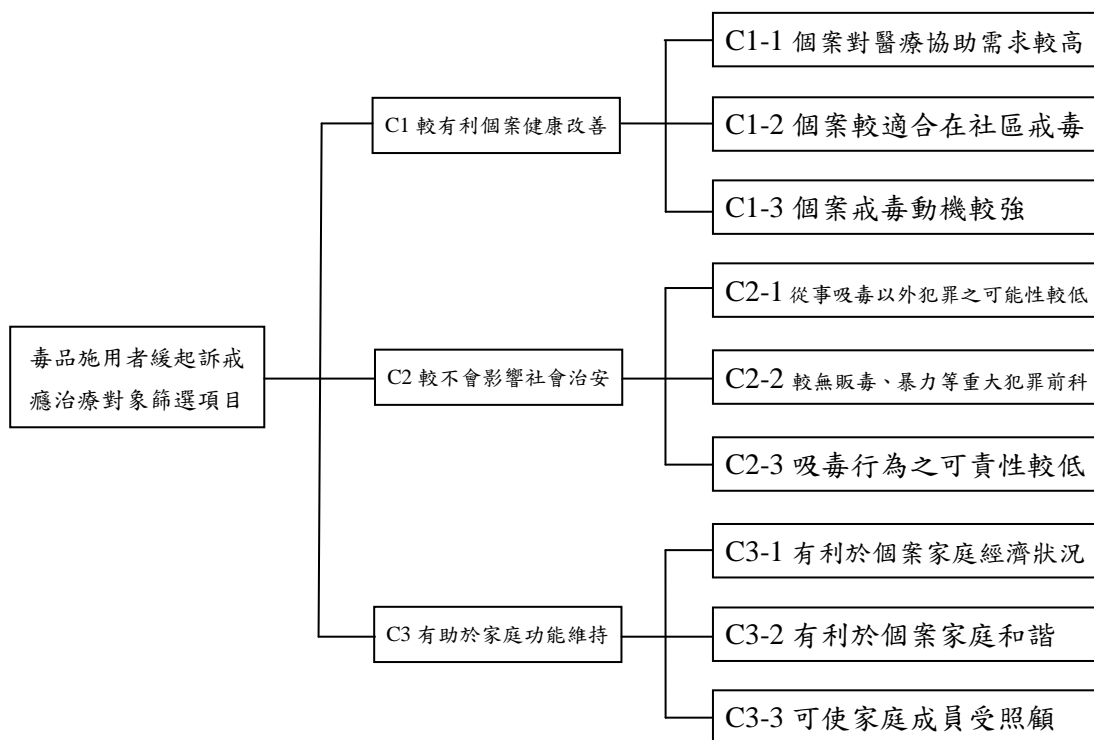 毒品施用者緩起訴戒
癮治療對象篩選項目
C1 較有利個案健康改善
C1-1 個案對醫療協助需求較高
C1-2 個案較適合在社區戒毒
C1-3 個案戒毒動機較強
C2 較不會影響社會治安
C2-1 從事吸毒以外犯罪之可能性較低
C2-2 較無販毒、暴力等重大犯罪前科
C2-3 吸毒行為之可責性較低
C3 有助於家庭功能維持
C3-1 有利於個案家庭經濟狀況
C3-2 有利於個案家庭和諧
C3-3 可使家庭成員受照顧